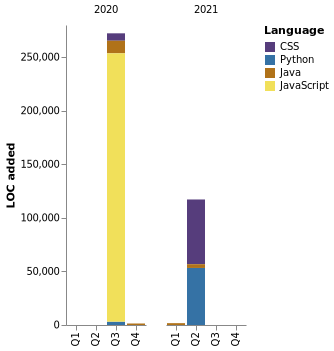 2020 2021
Language
CSS
Python
Java
JavaScript
LOC added
250,000
200,000
150,000
100,000
50,000
0
Q1 Q2 Q3 Q4 Q1 Q2 Q3 Q4